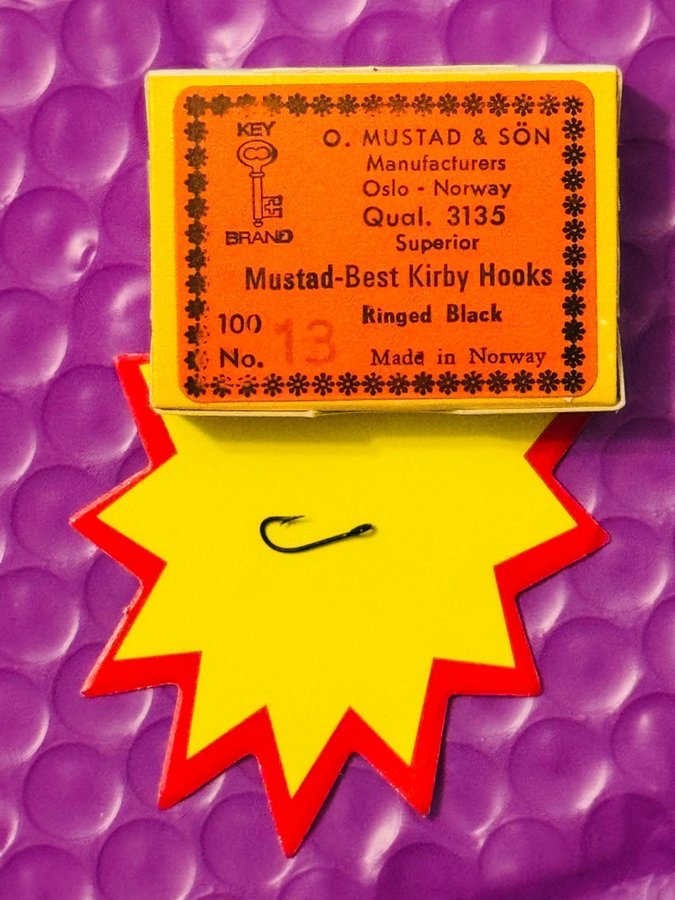 KEY
BRAND
O. MUSTAD & SÖN
Manufacturers
Oslo - Norway
Qual. 3135
Superior
Mustad-Best Kirby Hooks
100 Ringed Black
No. 13 Made in Norway